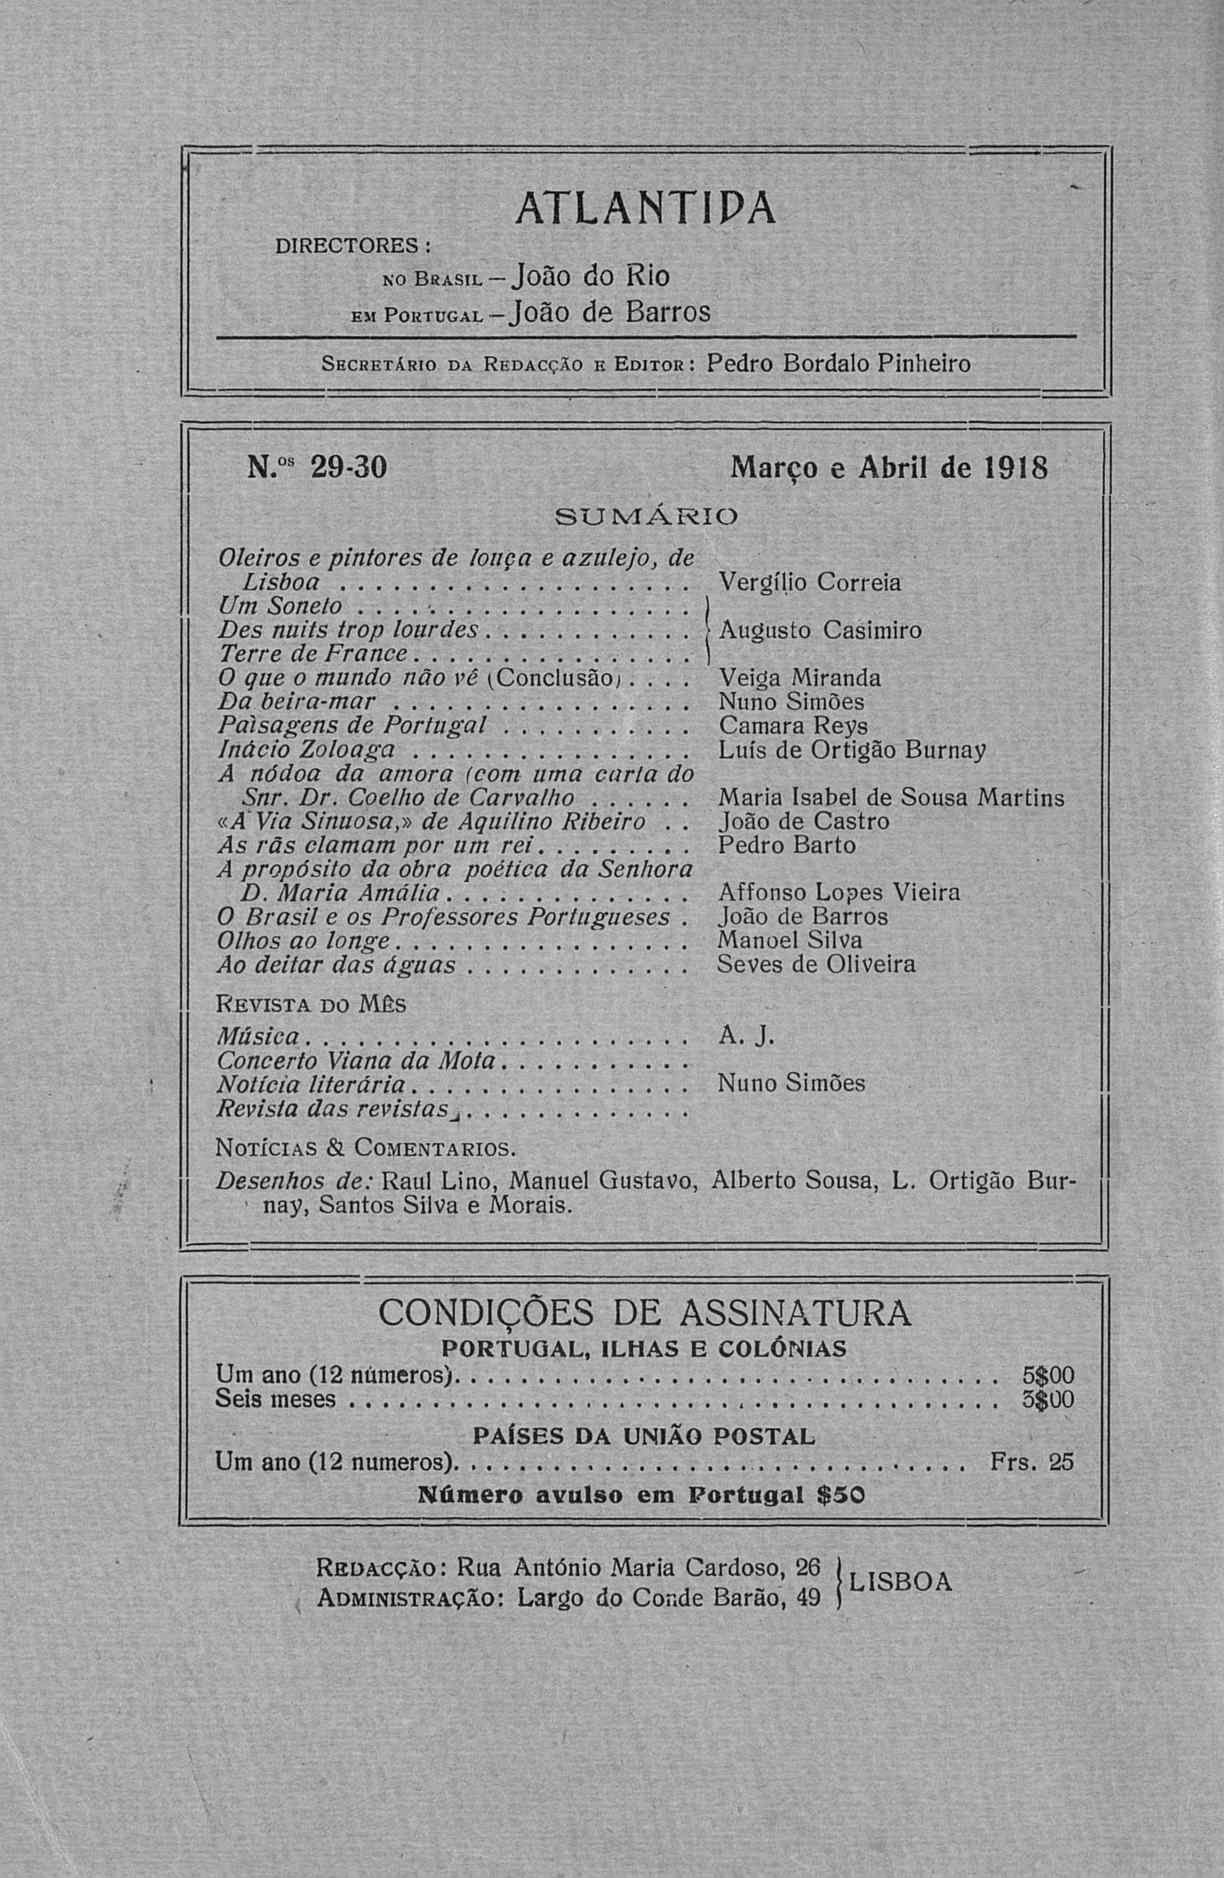 ATLANTIDA
DIRECTORES:
NO BRASIL — João do Rio
EM PORTUGAL — João de Barros
SECRETÁRIO DA REDACÇÃO E EDITOR: Pedro Bordalo Pinheiro
N.os 29-30 Março e Abril de 1918
SUMÁRIO
Oleiros e pintores de louça e azulejo, de
Lisboa . . . . . . . . . . . . . . . . . . . . Vergílio Correia
Um Soneto . . . . . . . . . . . . . . . . . . .
Des nuits trop lourdes . . . . . . . . . . . . } Augusto Casimiro
Terre de France . . . . . . . . . . . . . . . .
O que o mundo não vê (Conclusão) . . . . Veiga Miranda
Da beira-mar . . . . . . . . . . . . . . . . . Nuno Simões
Paìsagens de Portugal . . . . . . . . . . . Camara Reys
Inácio Zoloaga . . . . . . . . . . . . . . . . Luís de Ortigão Burnay
A nódoa da amora (com uma carta do
Snr. Dr. Coelho de Carvalho . . . . . . Maria Isabel de Sousa Martins
«A Via Sinuosa,» de Aquilino Ribeiro . . João de Castro
As rãs clamam por um rei . . . . . . . . . Pedro Barto
A propósito da obra poética da Senhora
D. Maria Amália . . . . . . . . . . . . . . Affonso Lopes Vieira
O Brasil e os Professores Portugueses . João de Barros
Olhos ao longe . . . . . . . . . . . . . . . . . Manoel Silva
Ao deitar das águas . . . . . . . . . . . . . Seves de Oliveira
REVISTA DO MÊS
Música . . . . . . . . . . . . . . . . . . . . . . A. J.
Concerto Viana da Mota . . . . . . . . . . .
Notícia literária . . . . . . . . . . . . . . . . Nuno Simões
Revista das revistas . . . . . . . . . . . . .
NOTÍCIAS & COMENTARIOS.
Desenhos de: Raul Lino, Manuel Gustavo, Alberto Sousa, L. Ortigão Bur-
nay, Santos Silva e Morais.
CONDIÇÕES DE ASSINATURA
PORTUGAL, ILHAS E COLÓNIAS
Um ano (12 números) . . . . . . . . . . . . . . . . . . . . . . . . . . . . . . . . 5$00
Seis meses . . . . . . . . . . . . . . . . . . . . . . . . . . . . . . . . . . . . . . . 3$00
PAÍSES DA UNIÃO POSTAL
Um ano (12 numeros) . . . . . . . . . . . . . . . . . . . . . . . . . . . . . . Frs. 25
Número avulso em Portugal $50
REDACÇÃO: Rua António Maria Cardoso, 26 } LISBOA
ADMINISTRAÇÃO: Largo do Conde Barão, 49